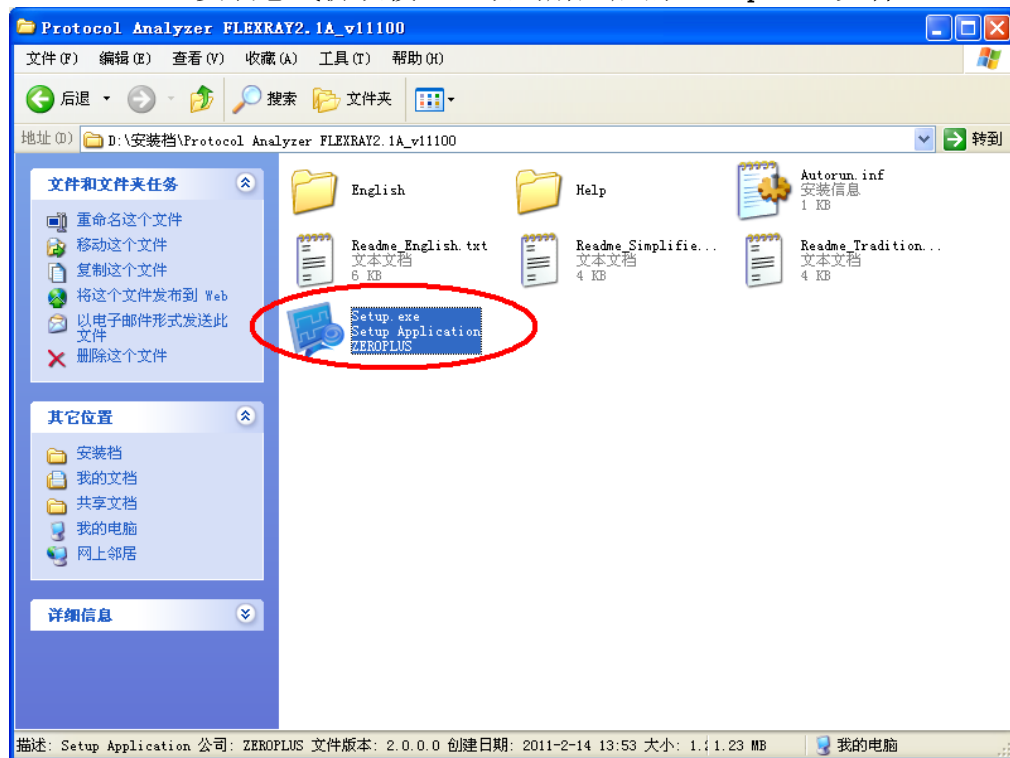 Protocol Analyzer FLEXRAY2.1A_v11100
文件(F) 编辑(E) 查看(V) 收藏(A) 工具(T) 帮助(H)
后退 搜索 文件夹
地址(D) D:\安装档\Protocol Analyzer FLEXRAY2.1A_v11100 转到
文件和文件夹任务
重命名这个文件
移动这个文件
复制这个文件
将这个文件发布到 Web
以电子邮件形式发送此
文件
删除这个文件
其它位置
安装档
我的文档
共享文档
我的电脑
网上邻居
详细信息
English
Help
Autorun.inf
安装信息
1 KB
Readme_English.txt
文本文档
6 KB
Readme_Simplifie...
文本文档
4 KB
Readme_Tradition...
文本文档
4 KB
Setup.exe
Setup Application
ZEROPLUS
描述: Setup Application 公司: ZEROPLUS 文件版本: 2.0.0.0 创建日期: 2011-2-14 13:53 大小: 1.23 MB 我的电脑